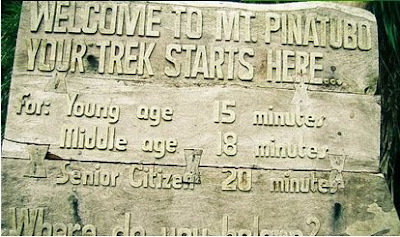 WELCOME TO MT. PINATUBO
YOUR TREK STARTS HERE...
For: Young age 15 minutes
Middle age 18 minutes
Senior Citizen 20 minutes
Where do you belong?